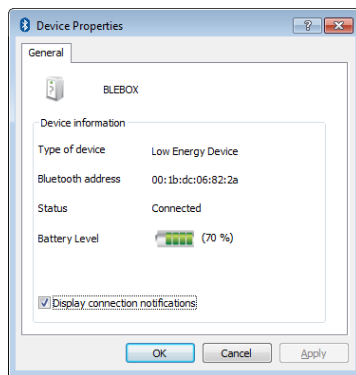 Device Properties
General
BLEBOX
Device information
Type of device Low Energy Device
Bluetooth address 00:1b:dc:06:82:2a
Status Connected
Battery Level (70 %)
Display connection notifications
OK Cancel Apply